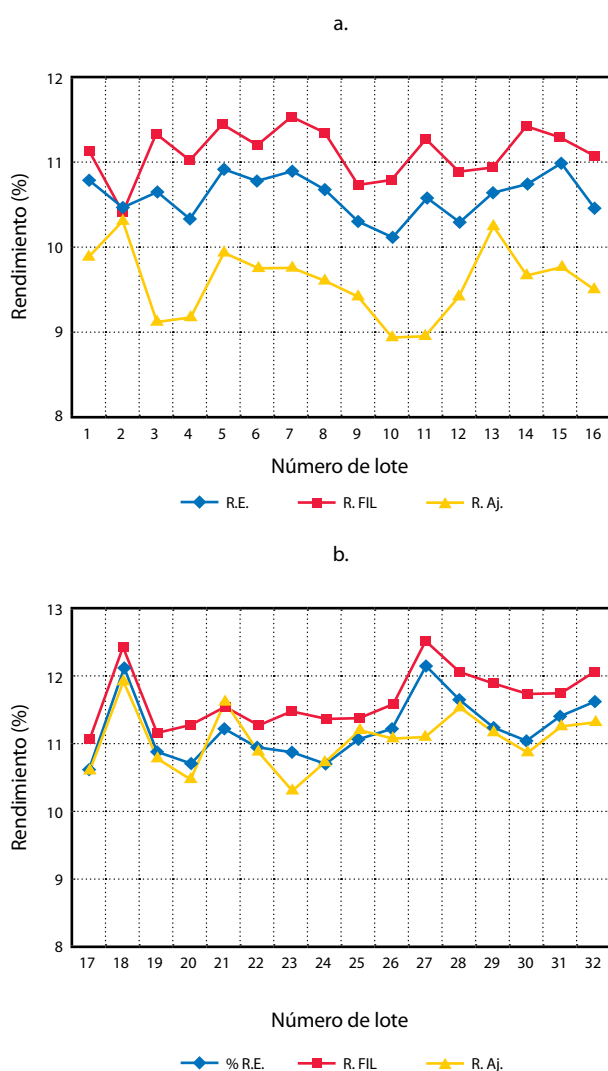 a.
Rendimiento (%)
12
11
10
9
8
1 2 3 4 5 6 7 8 9 10 11 12 13 14 15 16
Número de lote
R.E. R. FIL R. Aj.
b.
Rendimiento (%)
13
12
11
10
9
8
17 18 19 20 21 22 23 24 25 26 27 28 29 30 31 32
Número de lote
% R.E. R. FIL R. Aj.